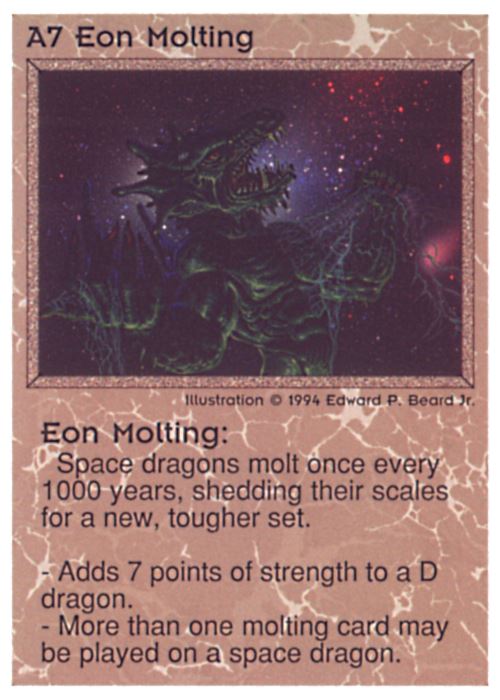 A7 Eon Molting
Illustration © 1994 Edward P. Beard Jr.
Eon Molting:
Space dragons molt once every
1000 years, shedding their scales
for a new, tougher set.
- Adds 7 points of strength to a D
dragon.
- More than one molting card may
be played on a space dragon.